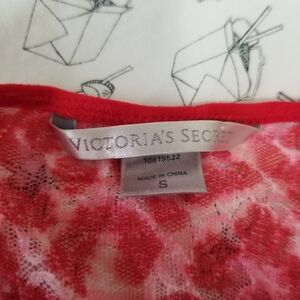 VICTORIA'S SECRET
10819522
MADE IN CHINA
S